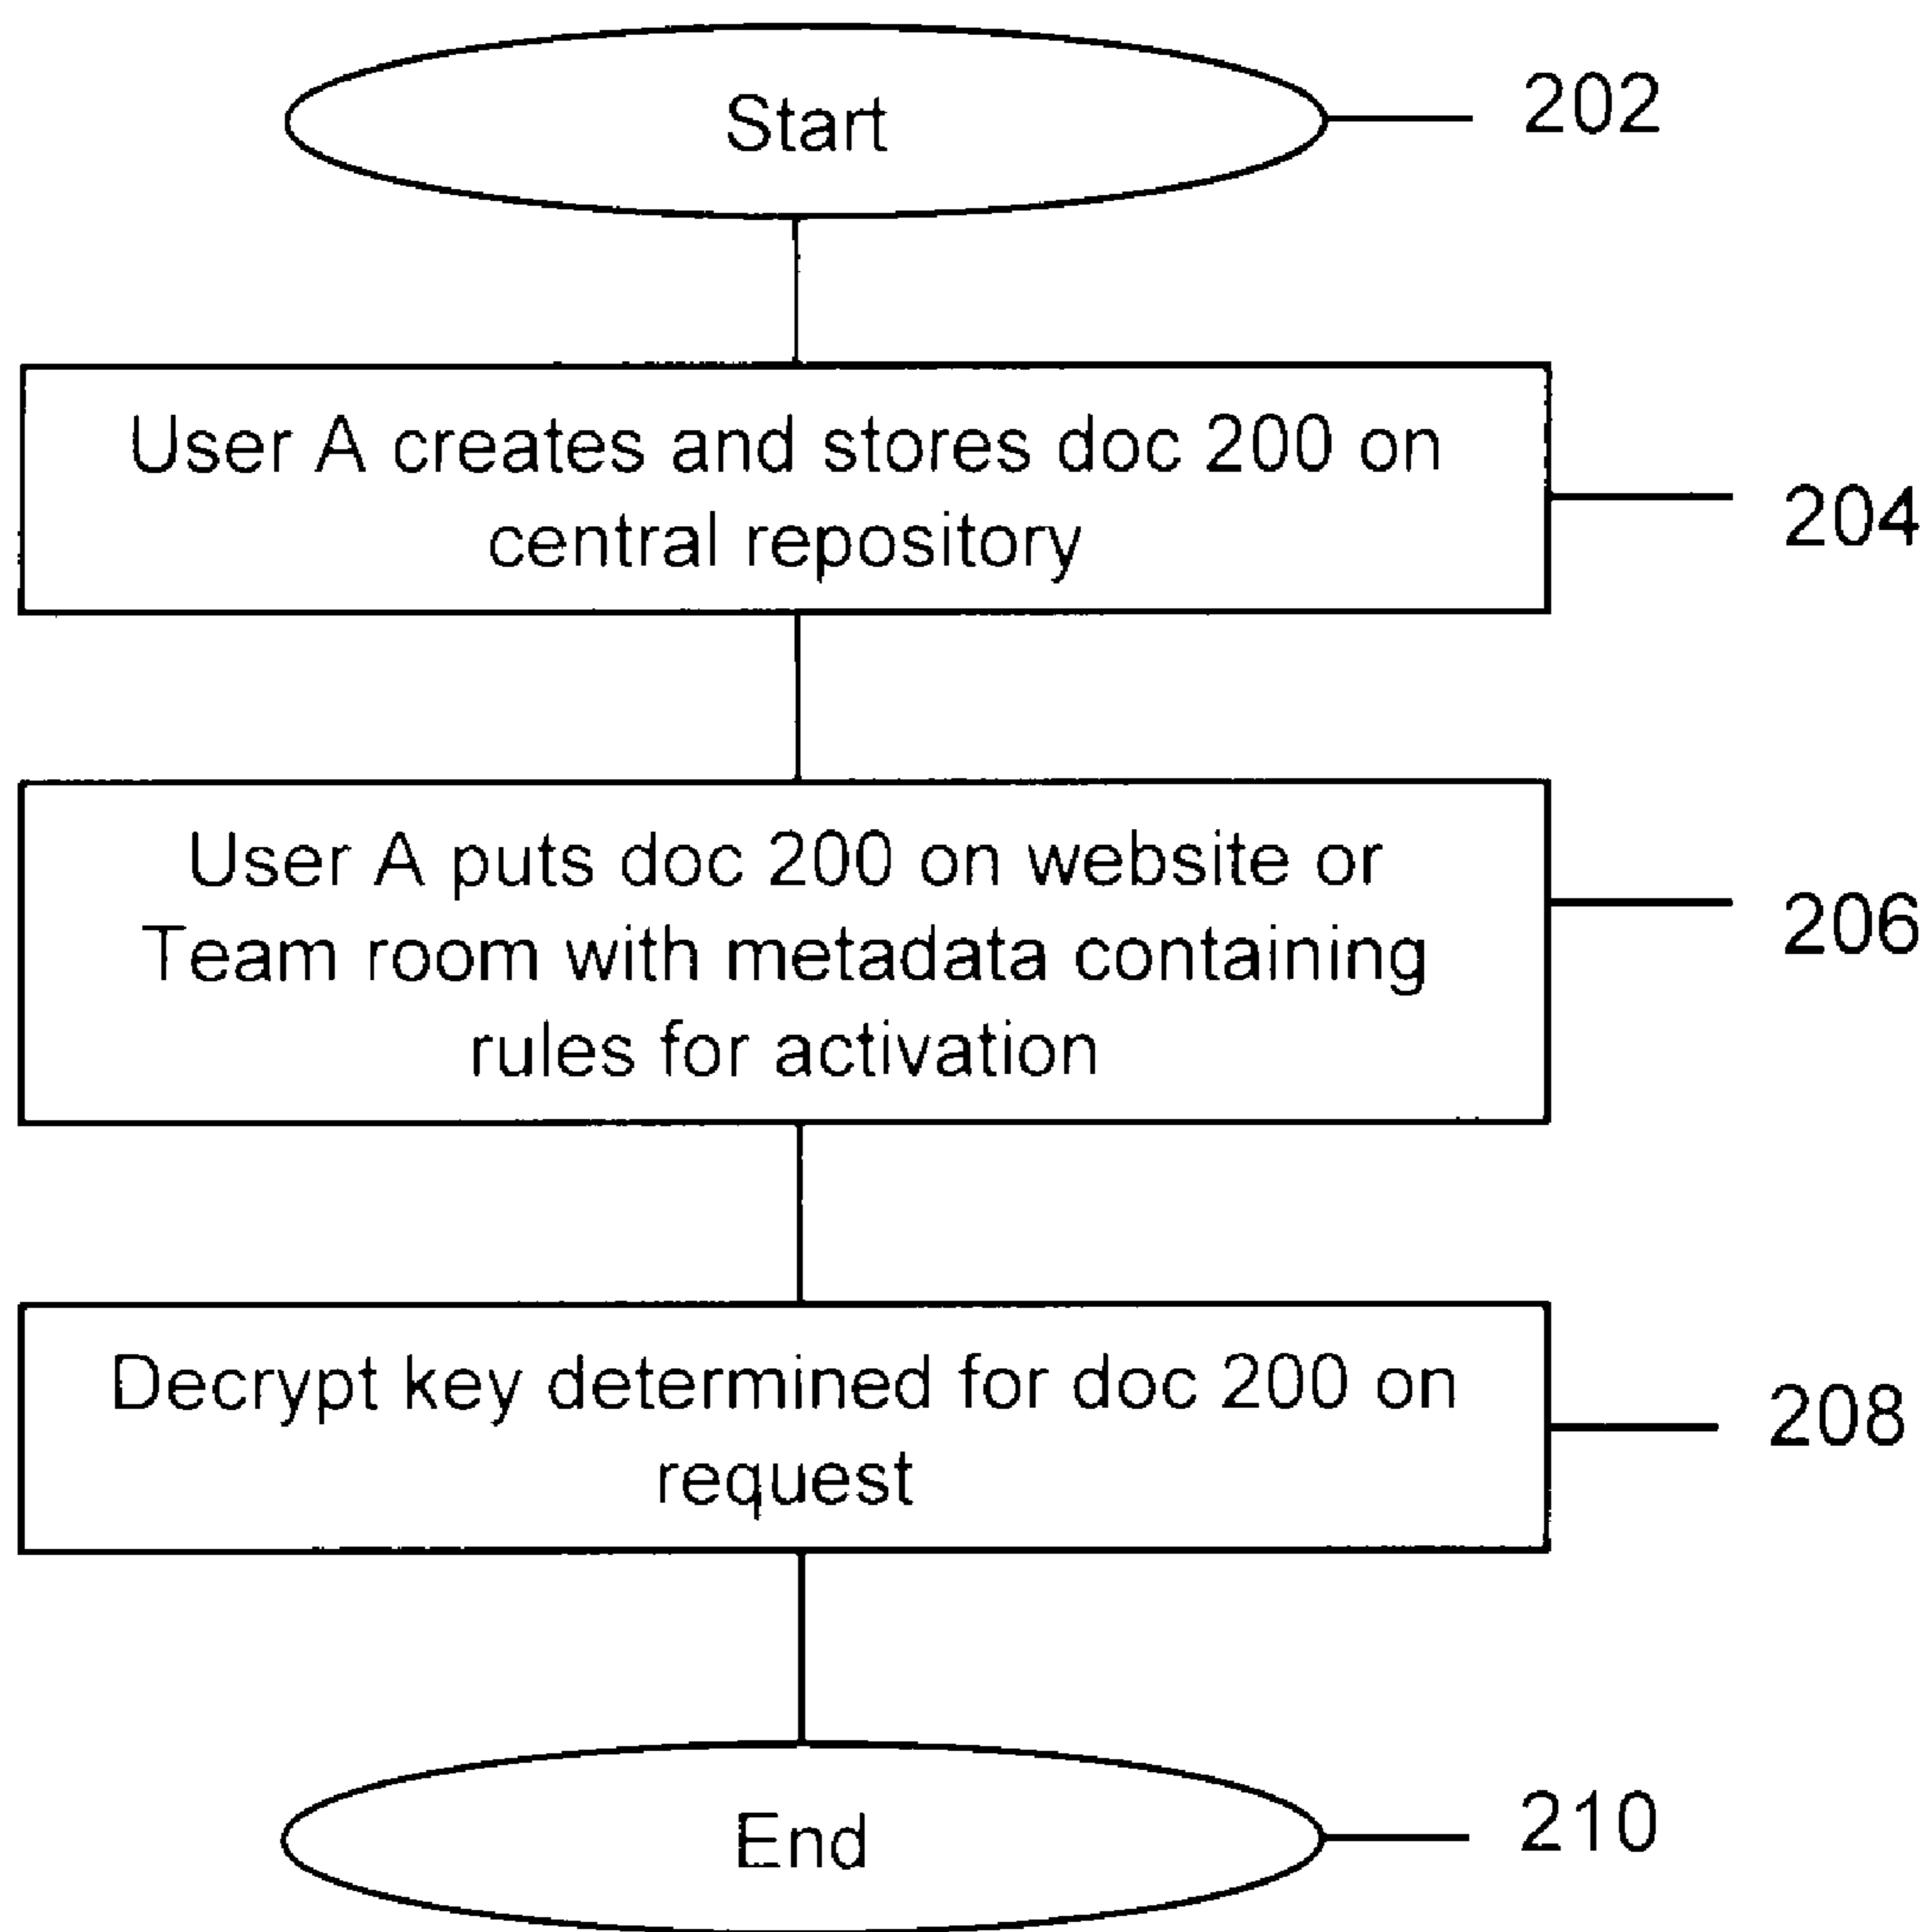 Start
202
User A creates and stores doc 200 on
central repository
204
User A puts doc 200 on website or
Team room with metadata containing
rules for activation
206
Decrypt key determined for doc 200 on
request
208
End
210